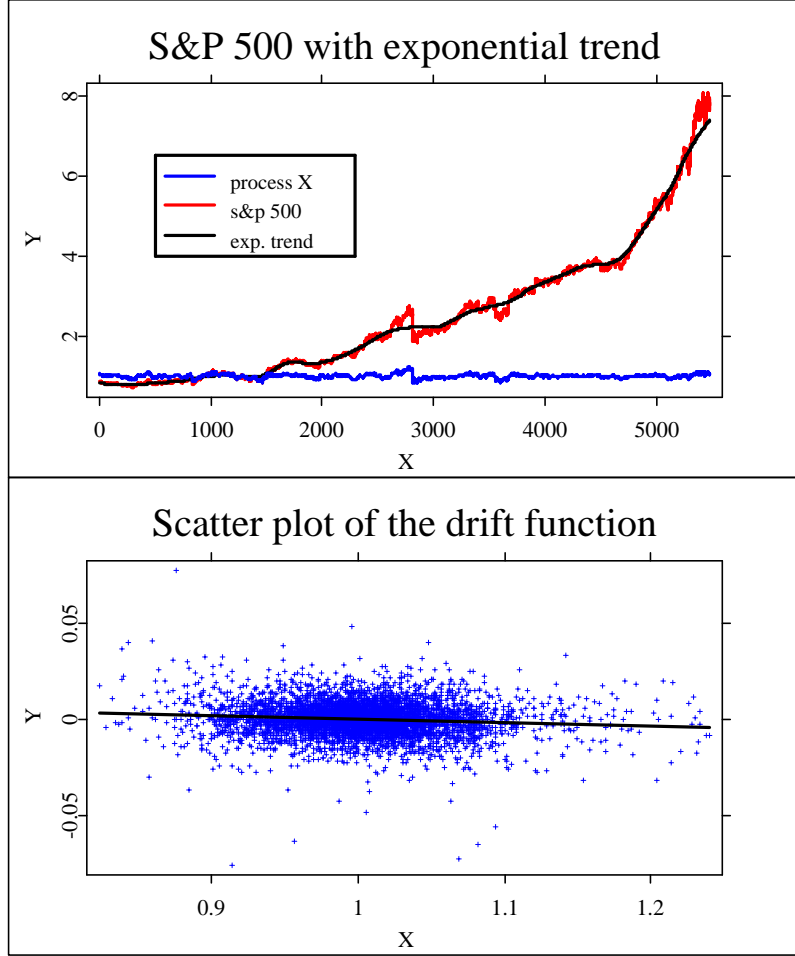 S&P 500 with exponential trend
8
6
4
2
Y
process X
s&p 500
exp. trend
0 1000 2000 3000 4000 5000
X
Scatter plot of the drift function
0.05
0
-0.05
Y
0.9 1 1.1 1.2
X